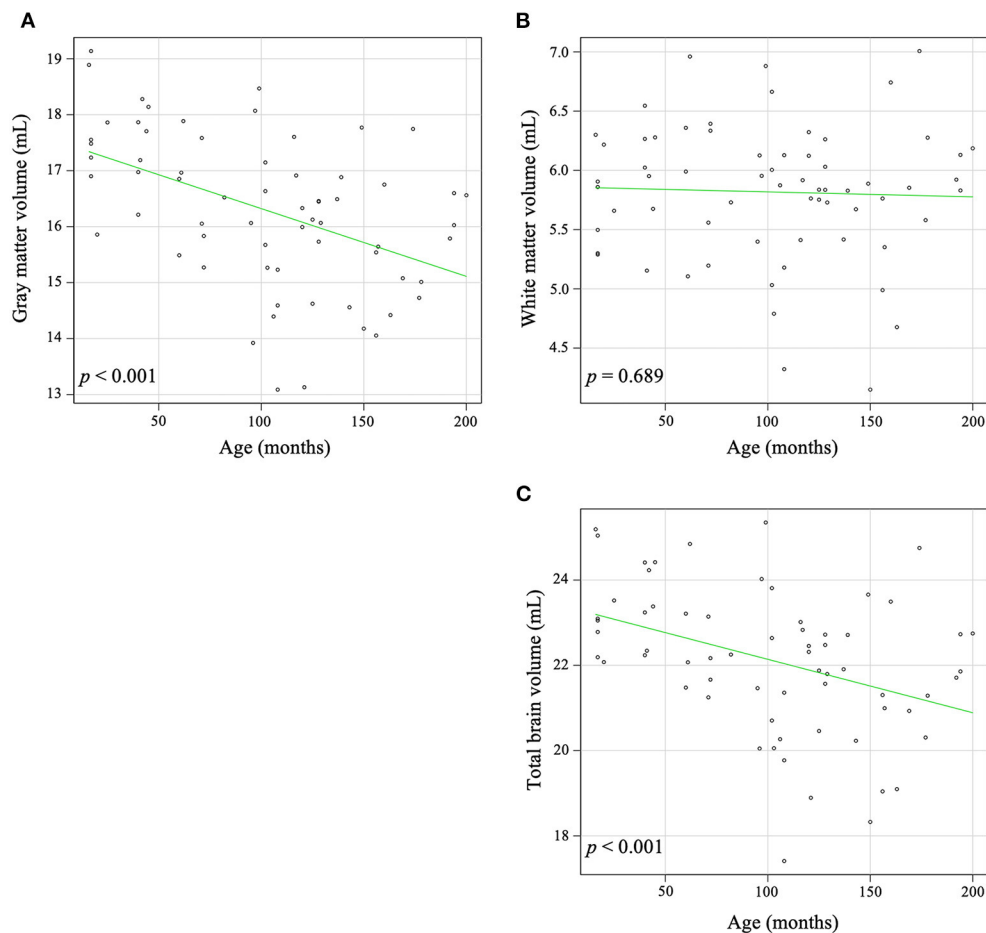 A
Gray matter volume (mL)
19
18
17
16
15
14
13
p < 0.001
50
100
150
200
Age (months)
B
White matter volume (mL)
7.0
6.5
6.0
5.5
5.0
4.5
p = 0.689
50
100
150
200
Age (months)
C
Total brain volume (mL)
24
22
20
18
p < 0.001
50
100
150
200
Age (months)